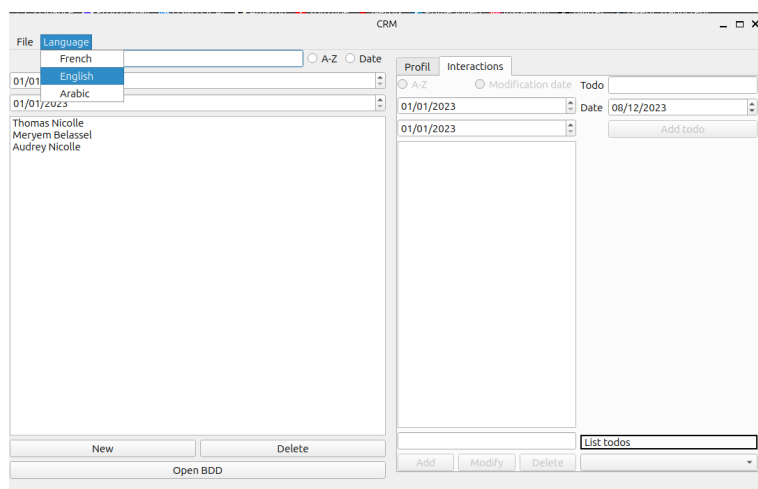 CRM
File Language
French
English
Arabic
A-Z Date
01/01
01/01/2023
Thomas Nicolle
Meryem Belassel
Audrey Nicolle
New Delete
Open BDD
Profil Interactions
A-Z Modification date Todo
01/01/2023 Date 08/12/2023
01/01/2023 Add todo
List todos
Add Modify Delete